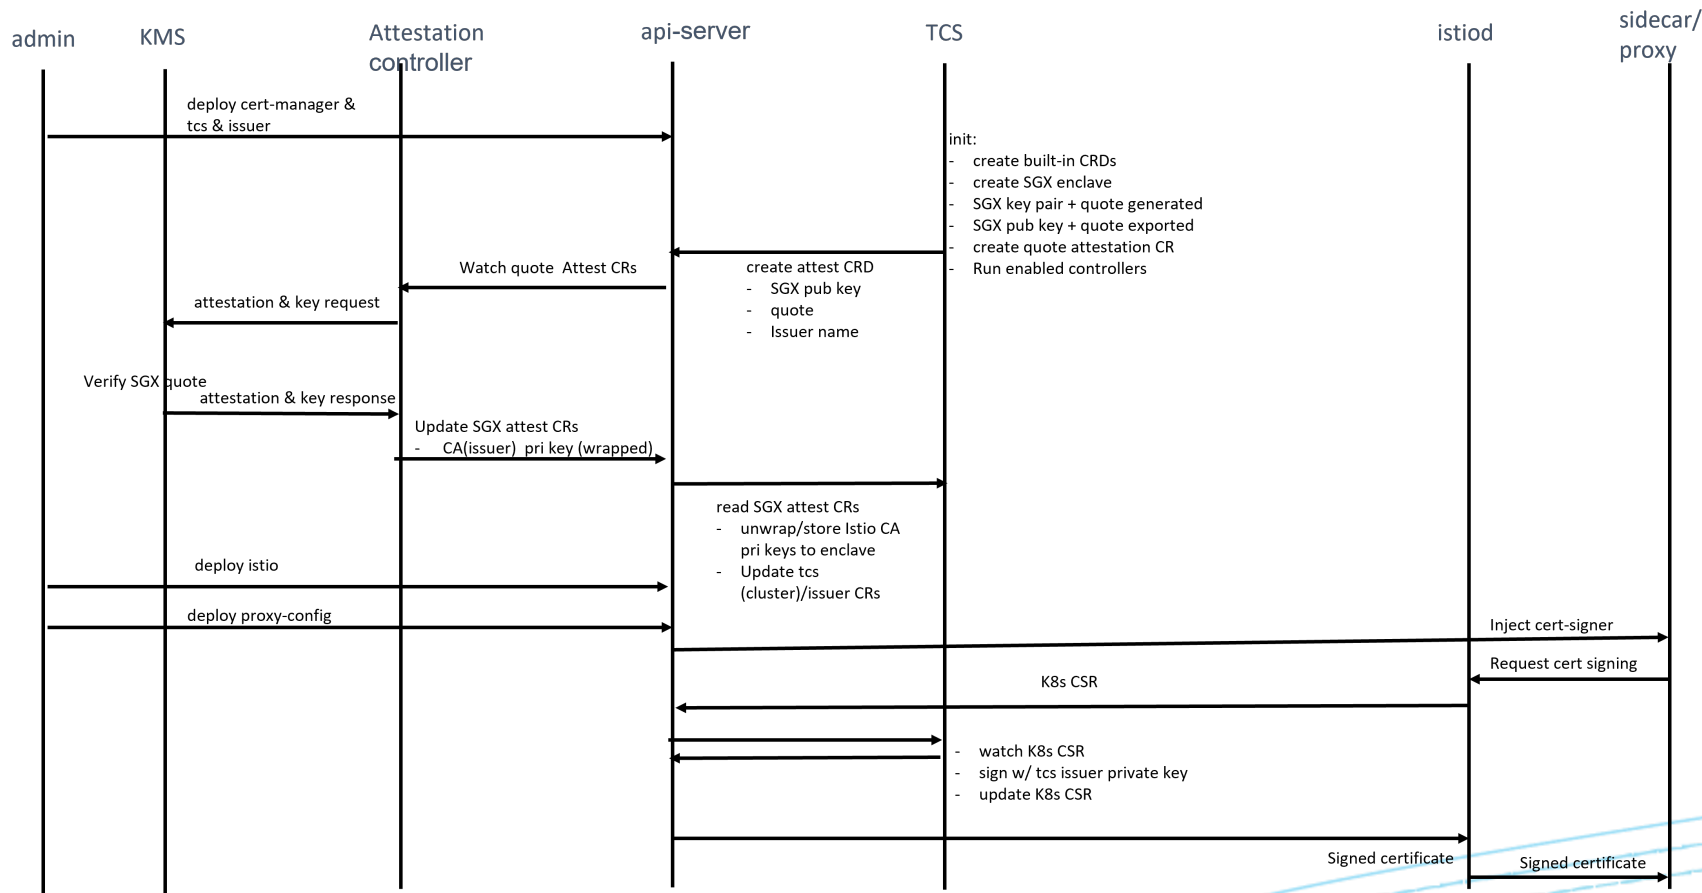 admin
KMS
Attestation
controller
api-server
TCS
istiod
sidecar/
proxy
deploy cert-manager &
tcs & issuer
init:
- create built-in CRDs
- create SGX enclave
- SGX key pair + quote generated
- SGX pub key + quote exported
- create quote attestation CR
- Run enabled controllers
Watch quote Attest CRs
create attest CRD
- SGX pub key
- quote
- Issuer name
attestation & key request
Verify SGX quote
attestation & key response
Update SGX attest CRs
- CA(issuer) pri key (wrapped)
read SGX attest CRs
- unwrap/store Istio CA
pri keys to enclave
- Update tcs
(cluster)/issuer CRs
deploy istio
deploy proxy-config
Inject cert-signer
Request cert signing
K8s CSR
- watch K8s CSR
- sign w/ tcs issuer private key
- update K8s CSR
Signed certificate
Signed certificate